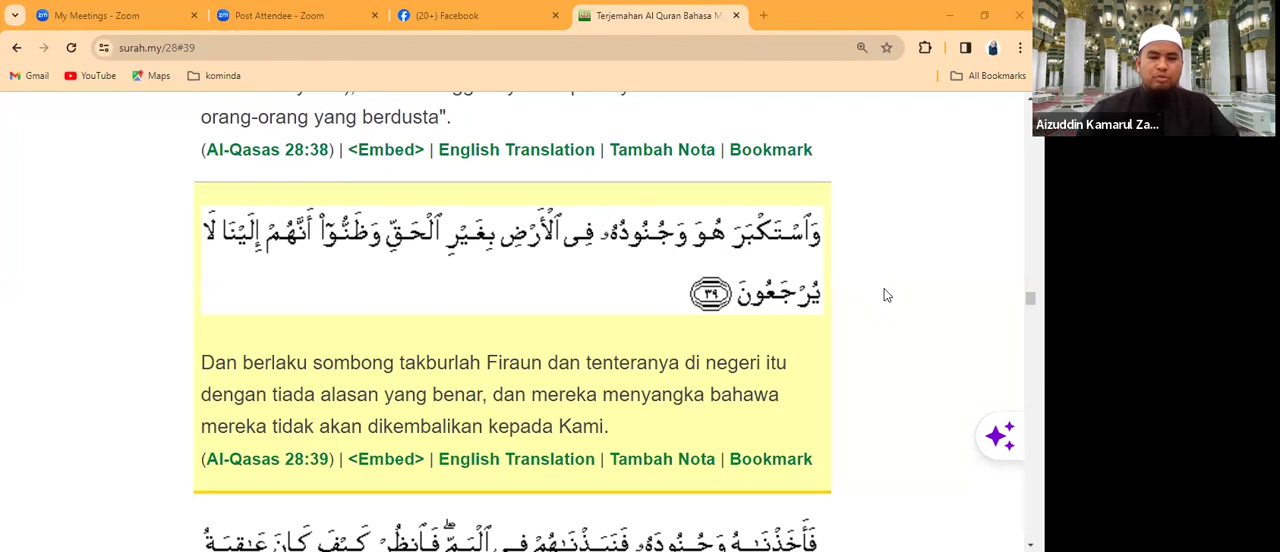 My Meetings - Zoom
Post Attendee - Zoom
(20+) Facebook
Terjemahan Al Quran Bahasa M
surah.my/28#39
Gmail
YouTube
Maps
kominda
All Bookmarks
Aizuddin Kamarul Za...
orang-orang yang berdusta".
(Al-Qasas 28:38) | <Embed> | English Translation | Tambah Nota | Bookmark
وَٱسْتَكْبَرَ هُوَ وَجُنُودُهُۥ فِى ٱلْأَرْضِ بِغَيْرِ ٱلْحَقِّ وَظَنُّوٓا۟ أَنَّهُمْ إِلَيْنَا لَا
يُرْجَعُونَ ٣٩
Dan berlaku sombong takburlah Firaun dan tenteranya di negeri itu
dengan tiada alasan yang benar, dan mereka menyangka bahawa
mereka tidak akan dikembalikan kepada Kami.
(Al-Qasas 28:39) | <Embed> | English Translation | Tambah Nota | Bookmark
فَأَخَذْنَٰهُ وَجُنُودَهُۥ فَنَبَذْنَٰهُمْ فِى ٱلْيَمِّ ۖ فَٱنظُرْ كَيْفَ كَانَ عَٰقِبَةُ